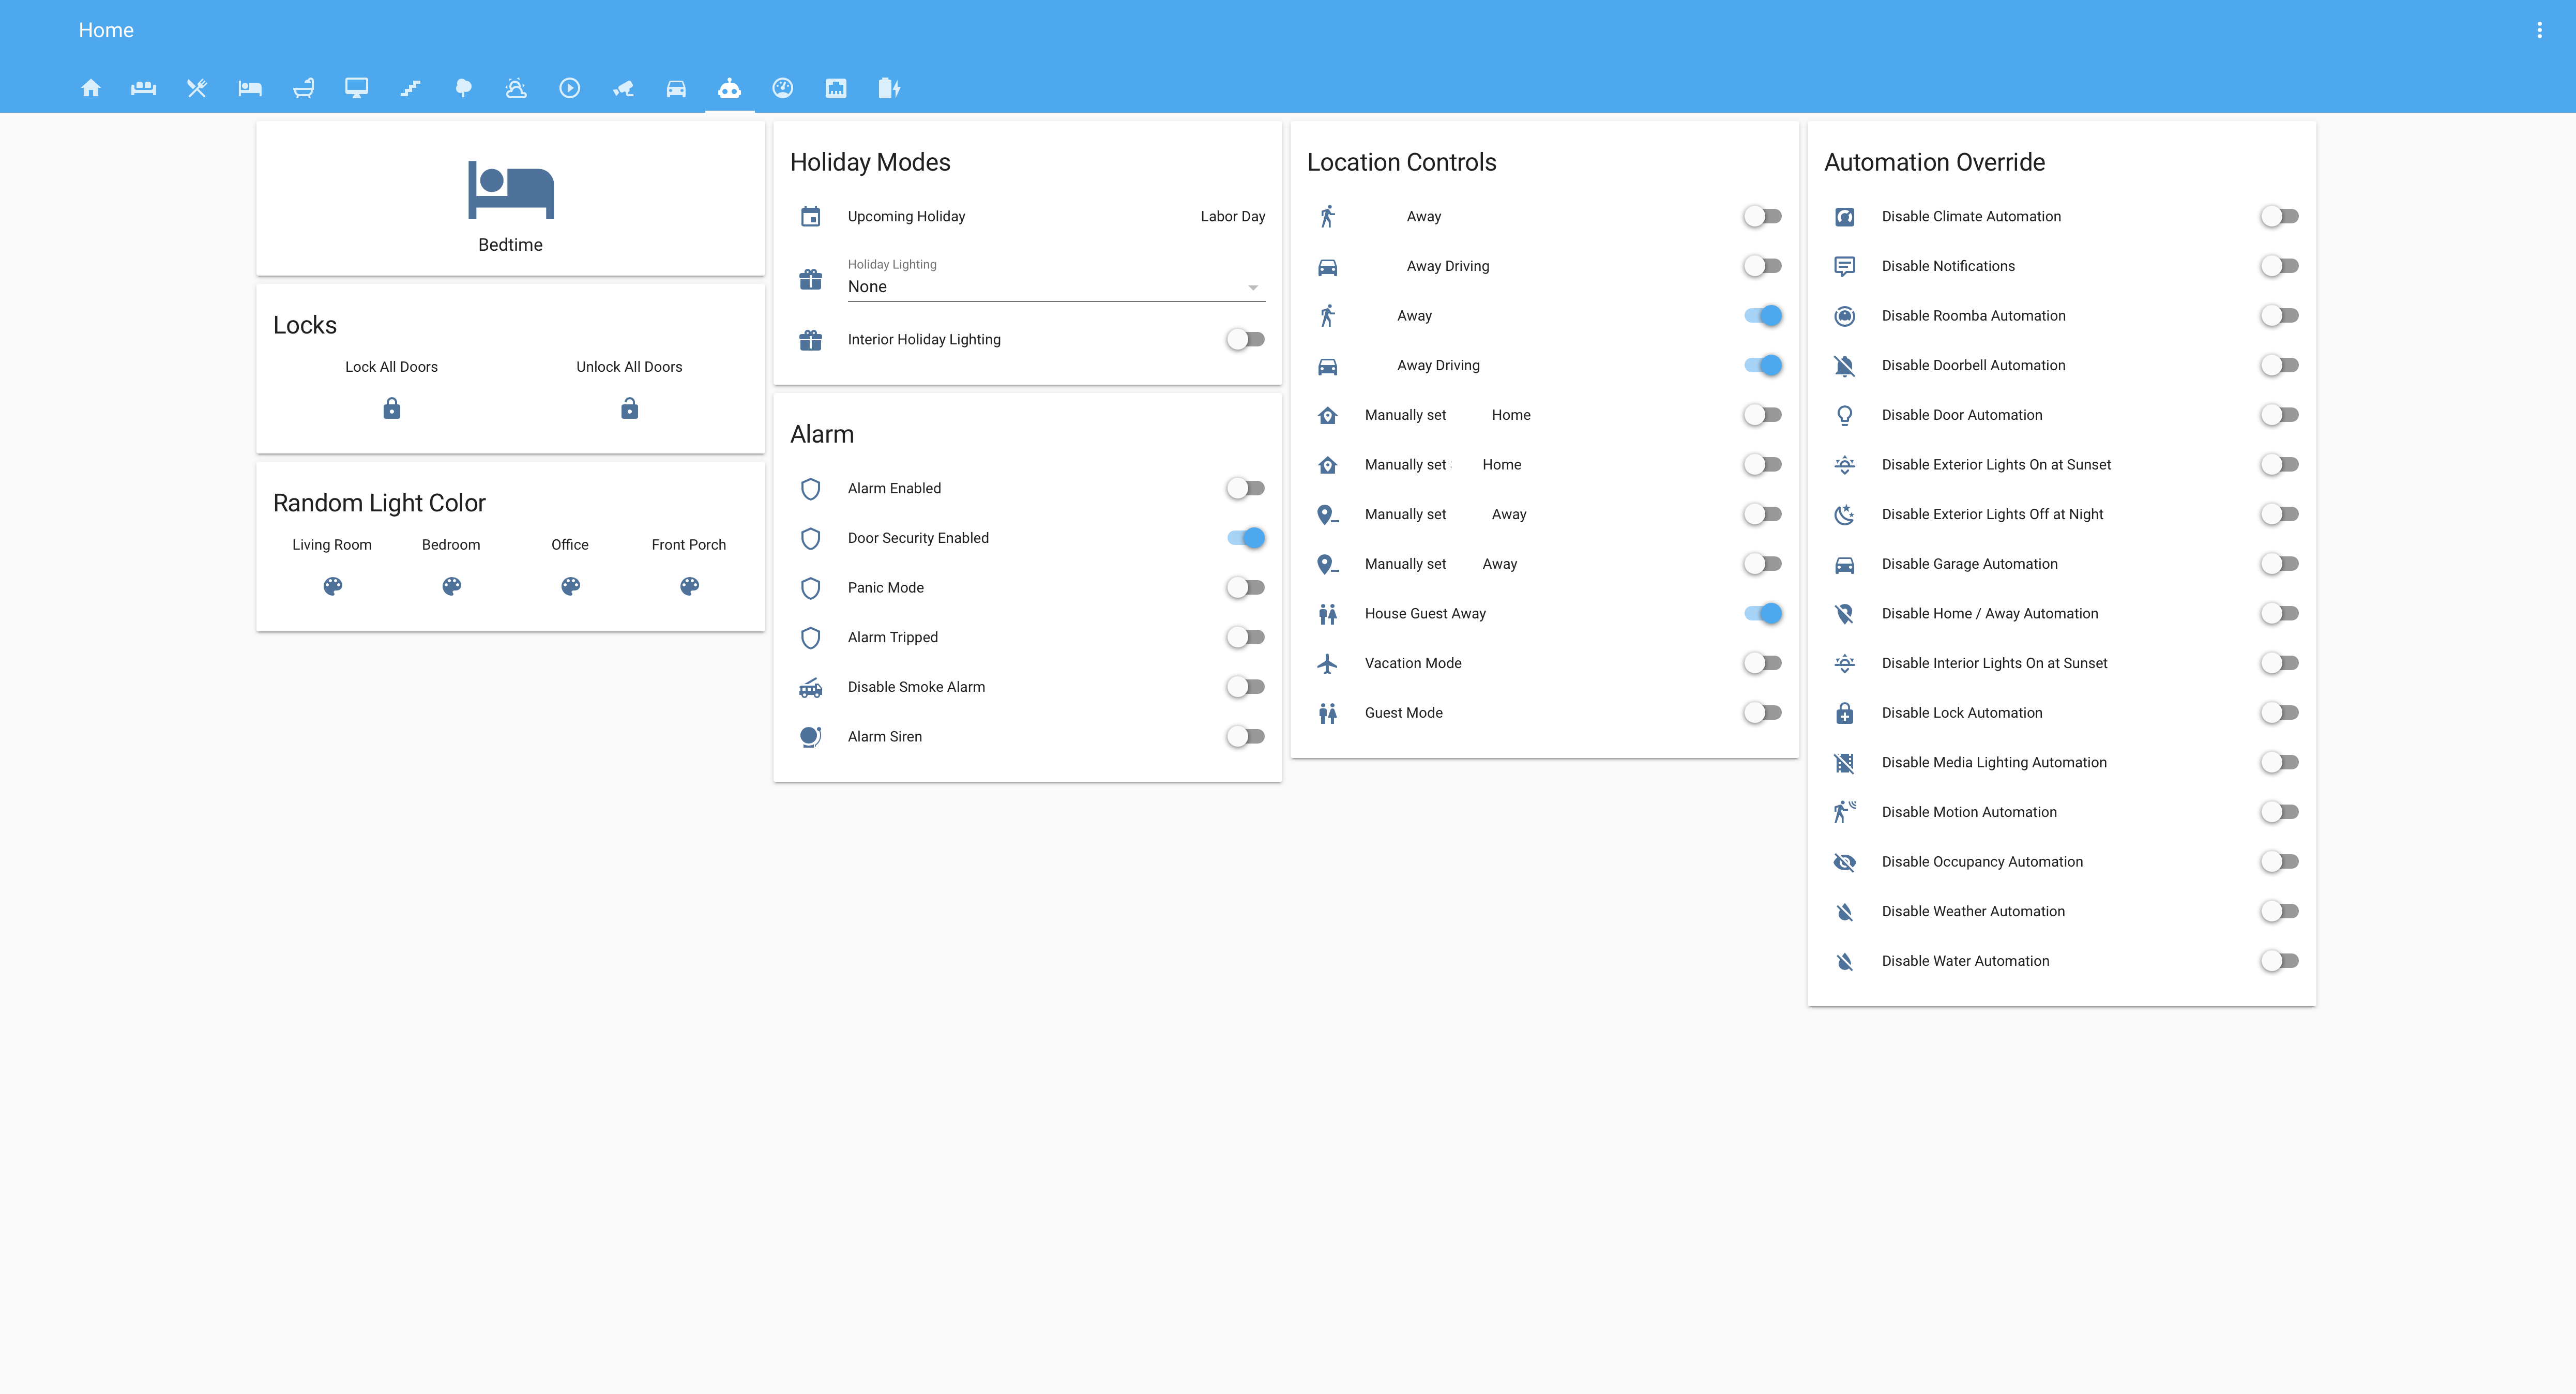 Home
Bedtime
Locks
Lock All Doors
Unlock All Doors
Random Light Color
Living Room
Bedroom
Office
Front Porch
Holiday Modes
Upcoming Holiday
Labor Day
Holiday Lighting
None
Interior Holiday Lighting
Alarm
Alarm Enabled
Door Security Enabled
Panic Mode
Alarm Tripped
Disable Smoke Alarm
Alarm Siren
Location Controls
Away
Away Driving
Away
Away Driving
Manually set Home
Manually set Home
Manually set Away
Manually set Away
House Guest Away
Vacation Mode
Guest Mode
Automation Override
Disable Climate Automation
Disable Notifications
Disable Roomba Automation
Disable Doorbell Automation
Disable Door Automation
Disable Exterior Lights On at Sunset
Disable Exterior Lights Off at Night
Disable Garage Automation
Disable Home / Away Automation
Disable Interior Lights On at Sunset
Disable Lock Automation
Disable Media Lighting Automation
Disable Motion Automation
Disable Occupancy Automation
Disable Weather Automation
Disable Water Automation